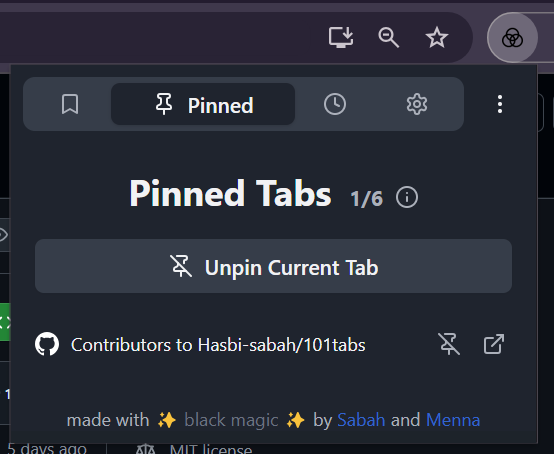 Pinned
Pinned Tabs 1/6
Unpin Current Tab
Contributors to Hasbi-sabah/101tabs
made with ✨ black magic ✨ by Sabah and Menna
5 days ago MIT license